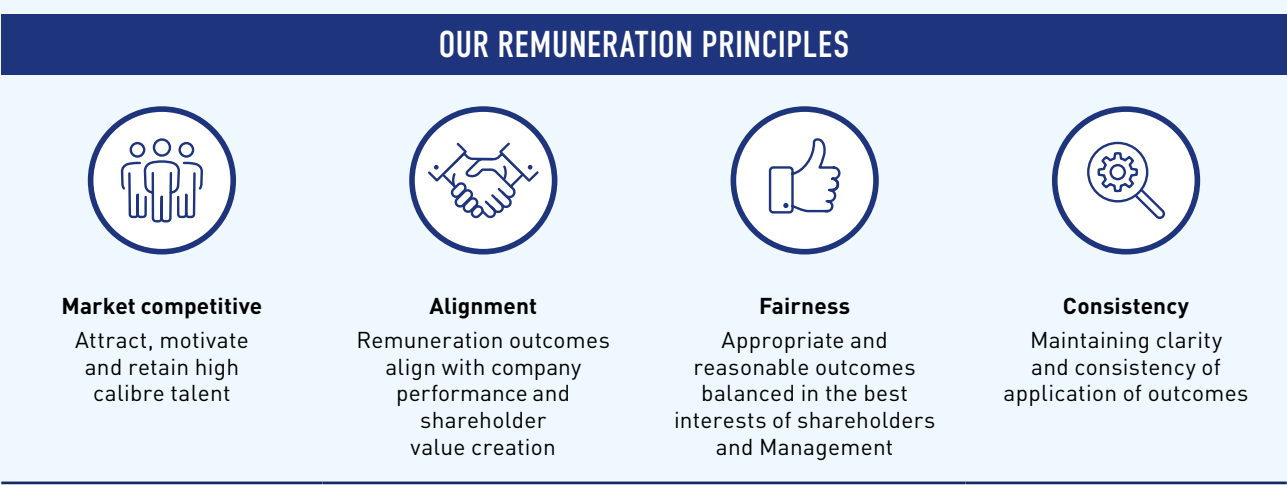 OUR REMUNERATION PRINCIPLES
Market competitive
Attract, motivate
and retain high
calibre talent
Alignment
Remuneration outcomes
align with company
performance and
shareholder
value creation
Fairness
Appropriate and
reasonable outcomes
balanced in the best
interests of shareholders
and Management
Consistency
Maintaining clarity
and consistency of
application of outcomes